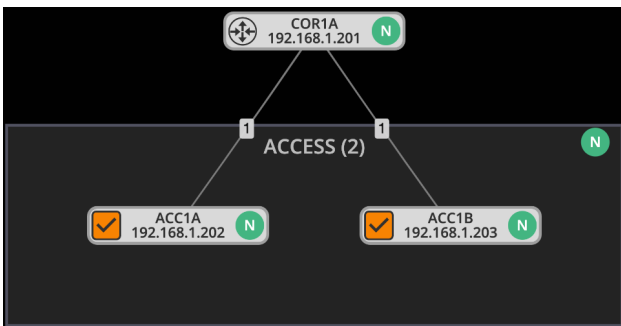 COR1A
192.168.1.201
N
1
1
ACCESS (2)
N
ACC1A
192.168.1.202
N
ACC1B
192.168.1.203
N